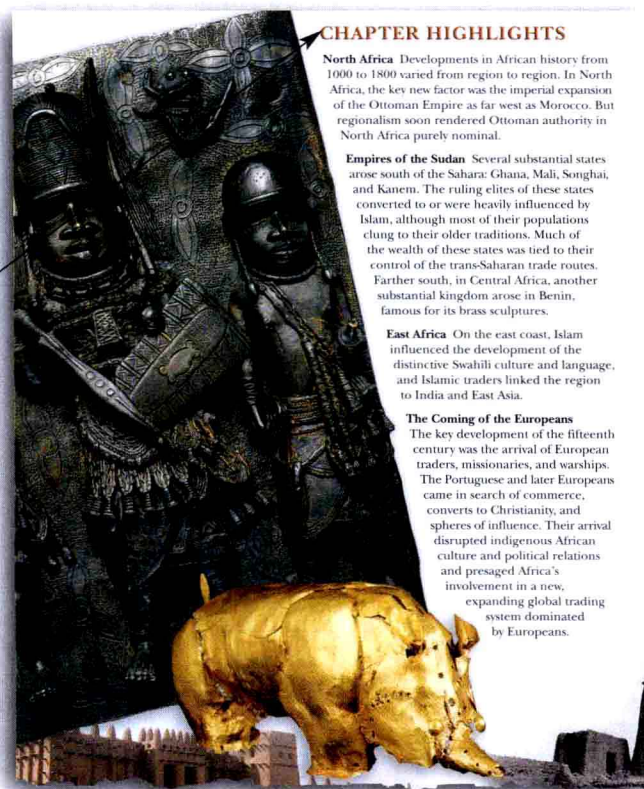 CHAPTER HIGHLIGHTS
North Africa Developments in African history from
1000 to 1800 varied from region to region. In North
Africa, the key new factor was the imperial expansion
of the Ottoman Empire as far west as Morocco. But
regionalism soon rendered Ottoman authority in
North Africa purely nominal.
Empires of the Sudan Several substantial states
arose south of the Sahara: Ghana, Mali, Songhai,
and Kanem. The ruling elites of these states
converted to or were heavily influenced by
Islam, although most of their populations
clung to their older traditions. Much of
the wealth of these states was tied to their
control of the trans-Saharan trade routes.
Farther south, in Central Africa, another
substantial kingdom arose in Benin,
famous for its brass sculptures.
East Africa On the east coast, Islam
influenced the development of the
distinctive Swahili culture and language,
and Islamic traders linked the region
to India and East Asia.
The Coming of the Europeans
The key development of the fifteenth
century was the arrival of European
traders, missionaries, and warships.
The Portuguese and later Europeans
came in search of commerce,
converts to Christianity, and
spheres of influence. Their arrival
disrupted indigenous African
culture and political relations
and presaged Africa's
involvement in a new,
expanding global trading
system dominated
by Europeans.